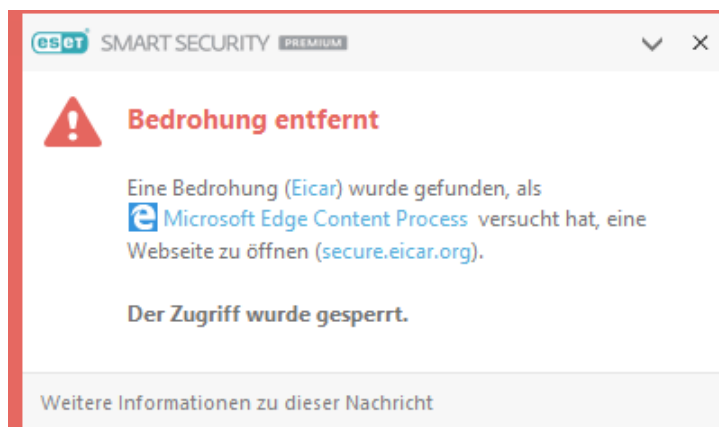 eset SMART SECURITY PREMIUM
Bedrohung entfernt
Eine Bedrohung (Eicar) wurde gefunden, als
Microsoft Edge Content Process versucht hat, eine
Webseite zu öffnen (secure.eicar.org).
Der Zugriff wurde gesperrt.
Weitere Informationen zu dieser Nachricht